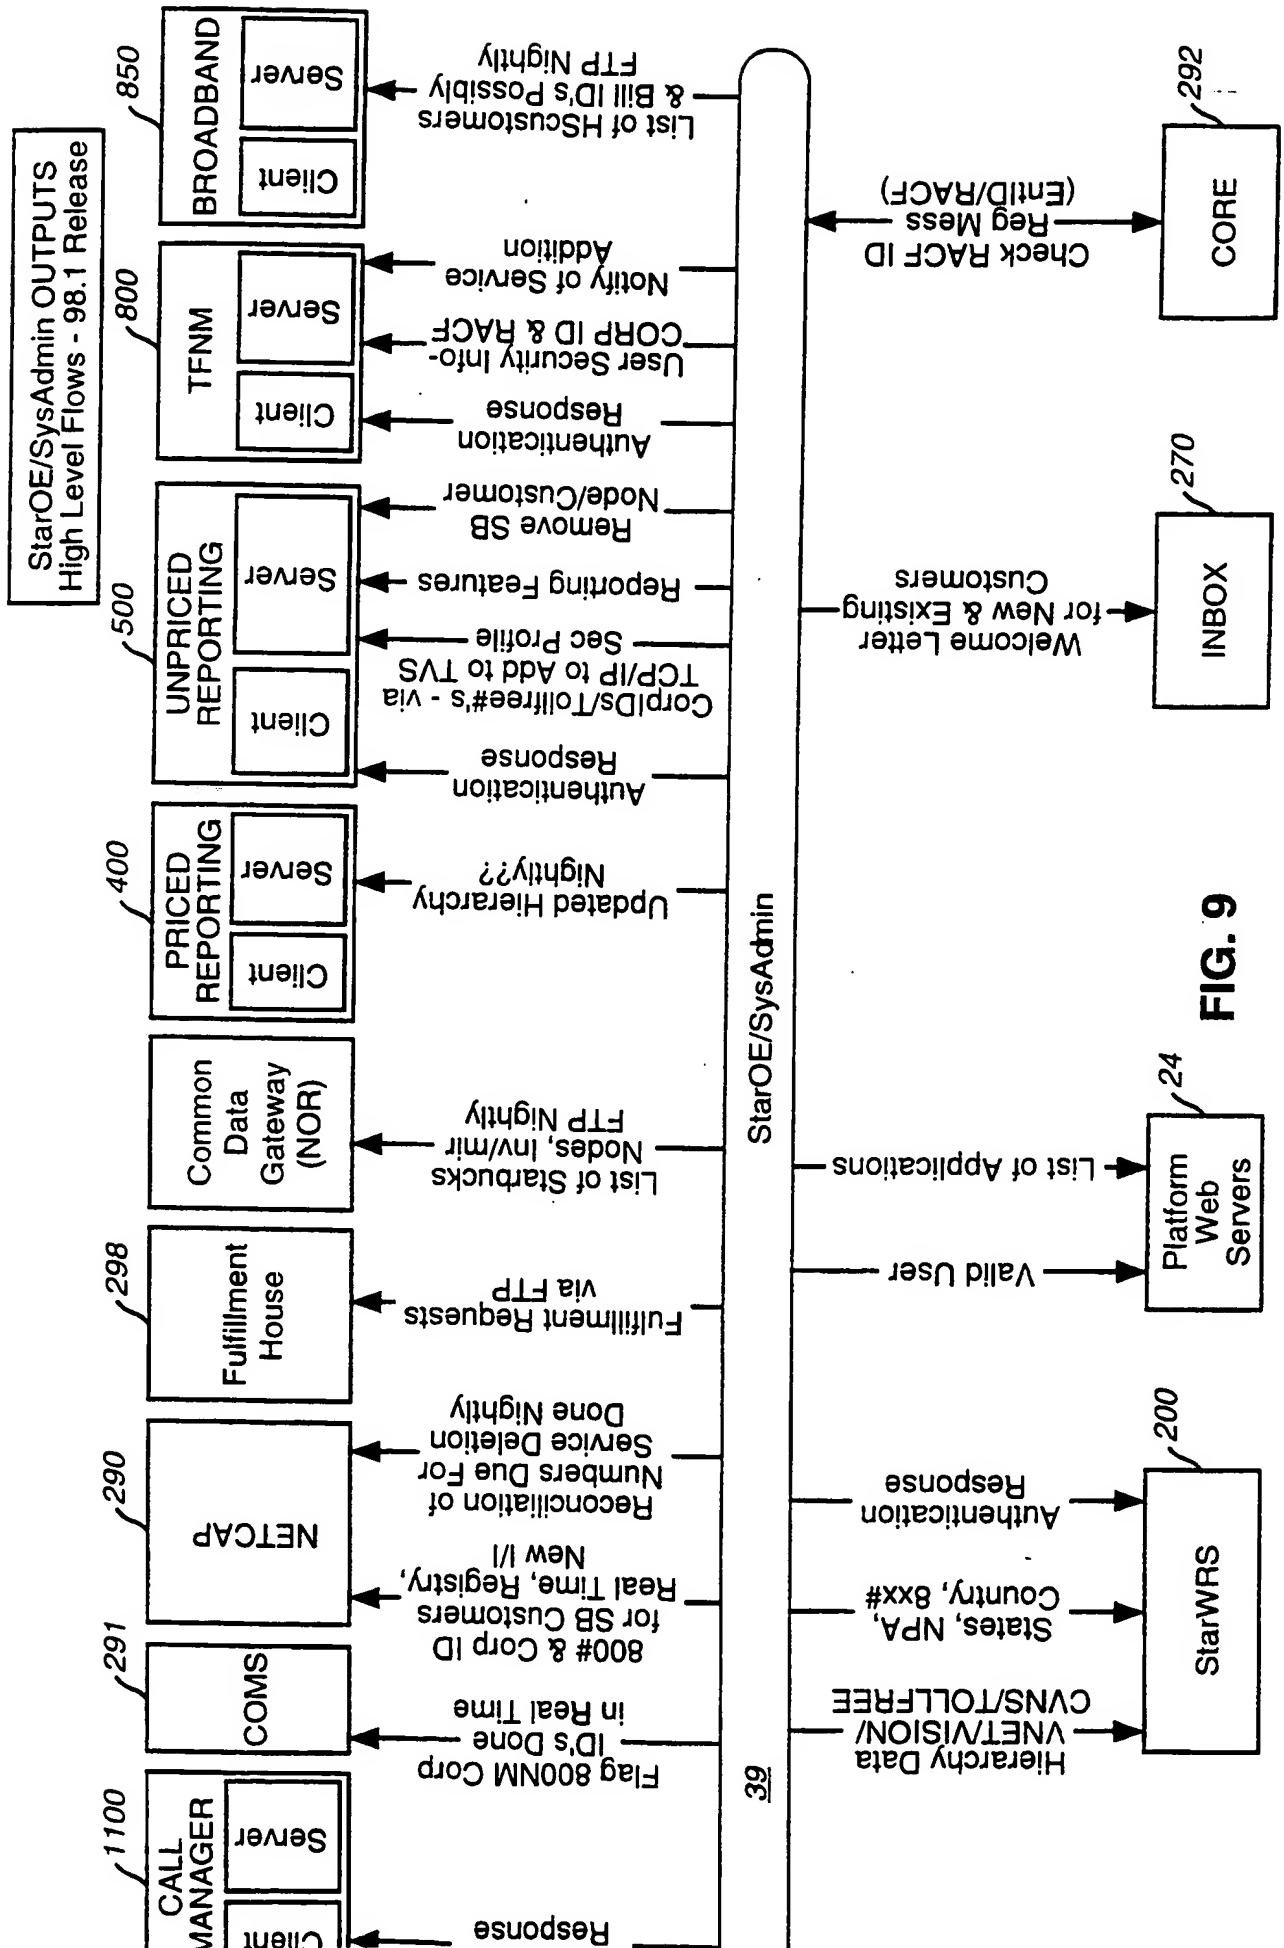 StarOE/SysAdmin OUTPUTS
High Level Flows - 98.1 Release
1100
CALL
MANAGER
Client
Server
Response
291
COMS
Flag 800NM Corp
ID's Done
in Real Time
290
NETCAP
800# & Corp ID
for SB Customers
Real Time, Registry,
New I/I
Reconciliation of
Numbers Due For
Service Deletion
Done Nightly
298
Fulfillment
House
Fulfillment Requests
via FTP
Common
Data
Gateway
(NOR)
List of Starbucks
Nodes, Inv/mir
FTP Nightly
400
PRICED
REPORTING
Client
Server
Updated Hierarchy
Nightly??
500
UNPRICED
REPORTING
Client
Server
Authentication
Response
CorpIDs/Tollfree#'s - via
TCP/IP to Add to TVS
Sec Profile
Reporting Features
Remove SB
Node/Customer
800
TFNM
Client
Server
Authentication
Response
User Security Info-
CORP ID & RACF
Notify of Service
Addition
850
BROADBAND
Client
Server
List of HScustomers
& Bill ID's Possibly
FTP Nightly
39
StarOE/SysAdmin
Hierarchy Data
VNET/VISION/
CVNS/TOLLFREE
States, NPA,
Country, 8xx#
Authentication
Response
200
StarWRS
Valid User
List of Applications
24
Platform
Web
Servers
Welcome Letter
for New & Existing
Customers
270
INBOX
Check RACF ID
Reg Mess
(EntID/RACF)
292
CORE
FIG. 9